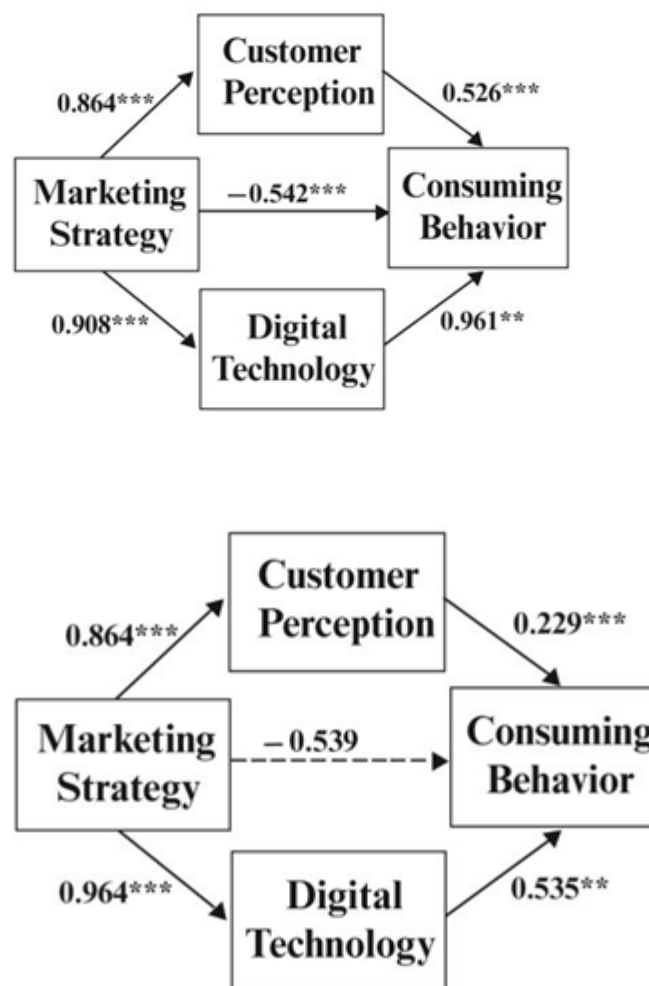 Customer
Perception
0.864***
0.526***
Marketing
Strategy
−0.542***
Consuming
Behavior
0.908***
Digital
Technology
0.961**
Customer
Perception
0.864***
0.229***
Marketing
Strategy
−0.539
Consuming
Behavior
0.964***
Digital
Technology
0.535**